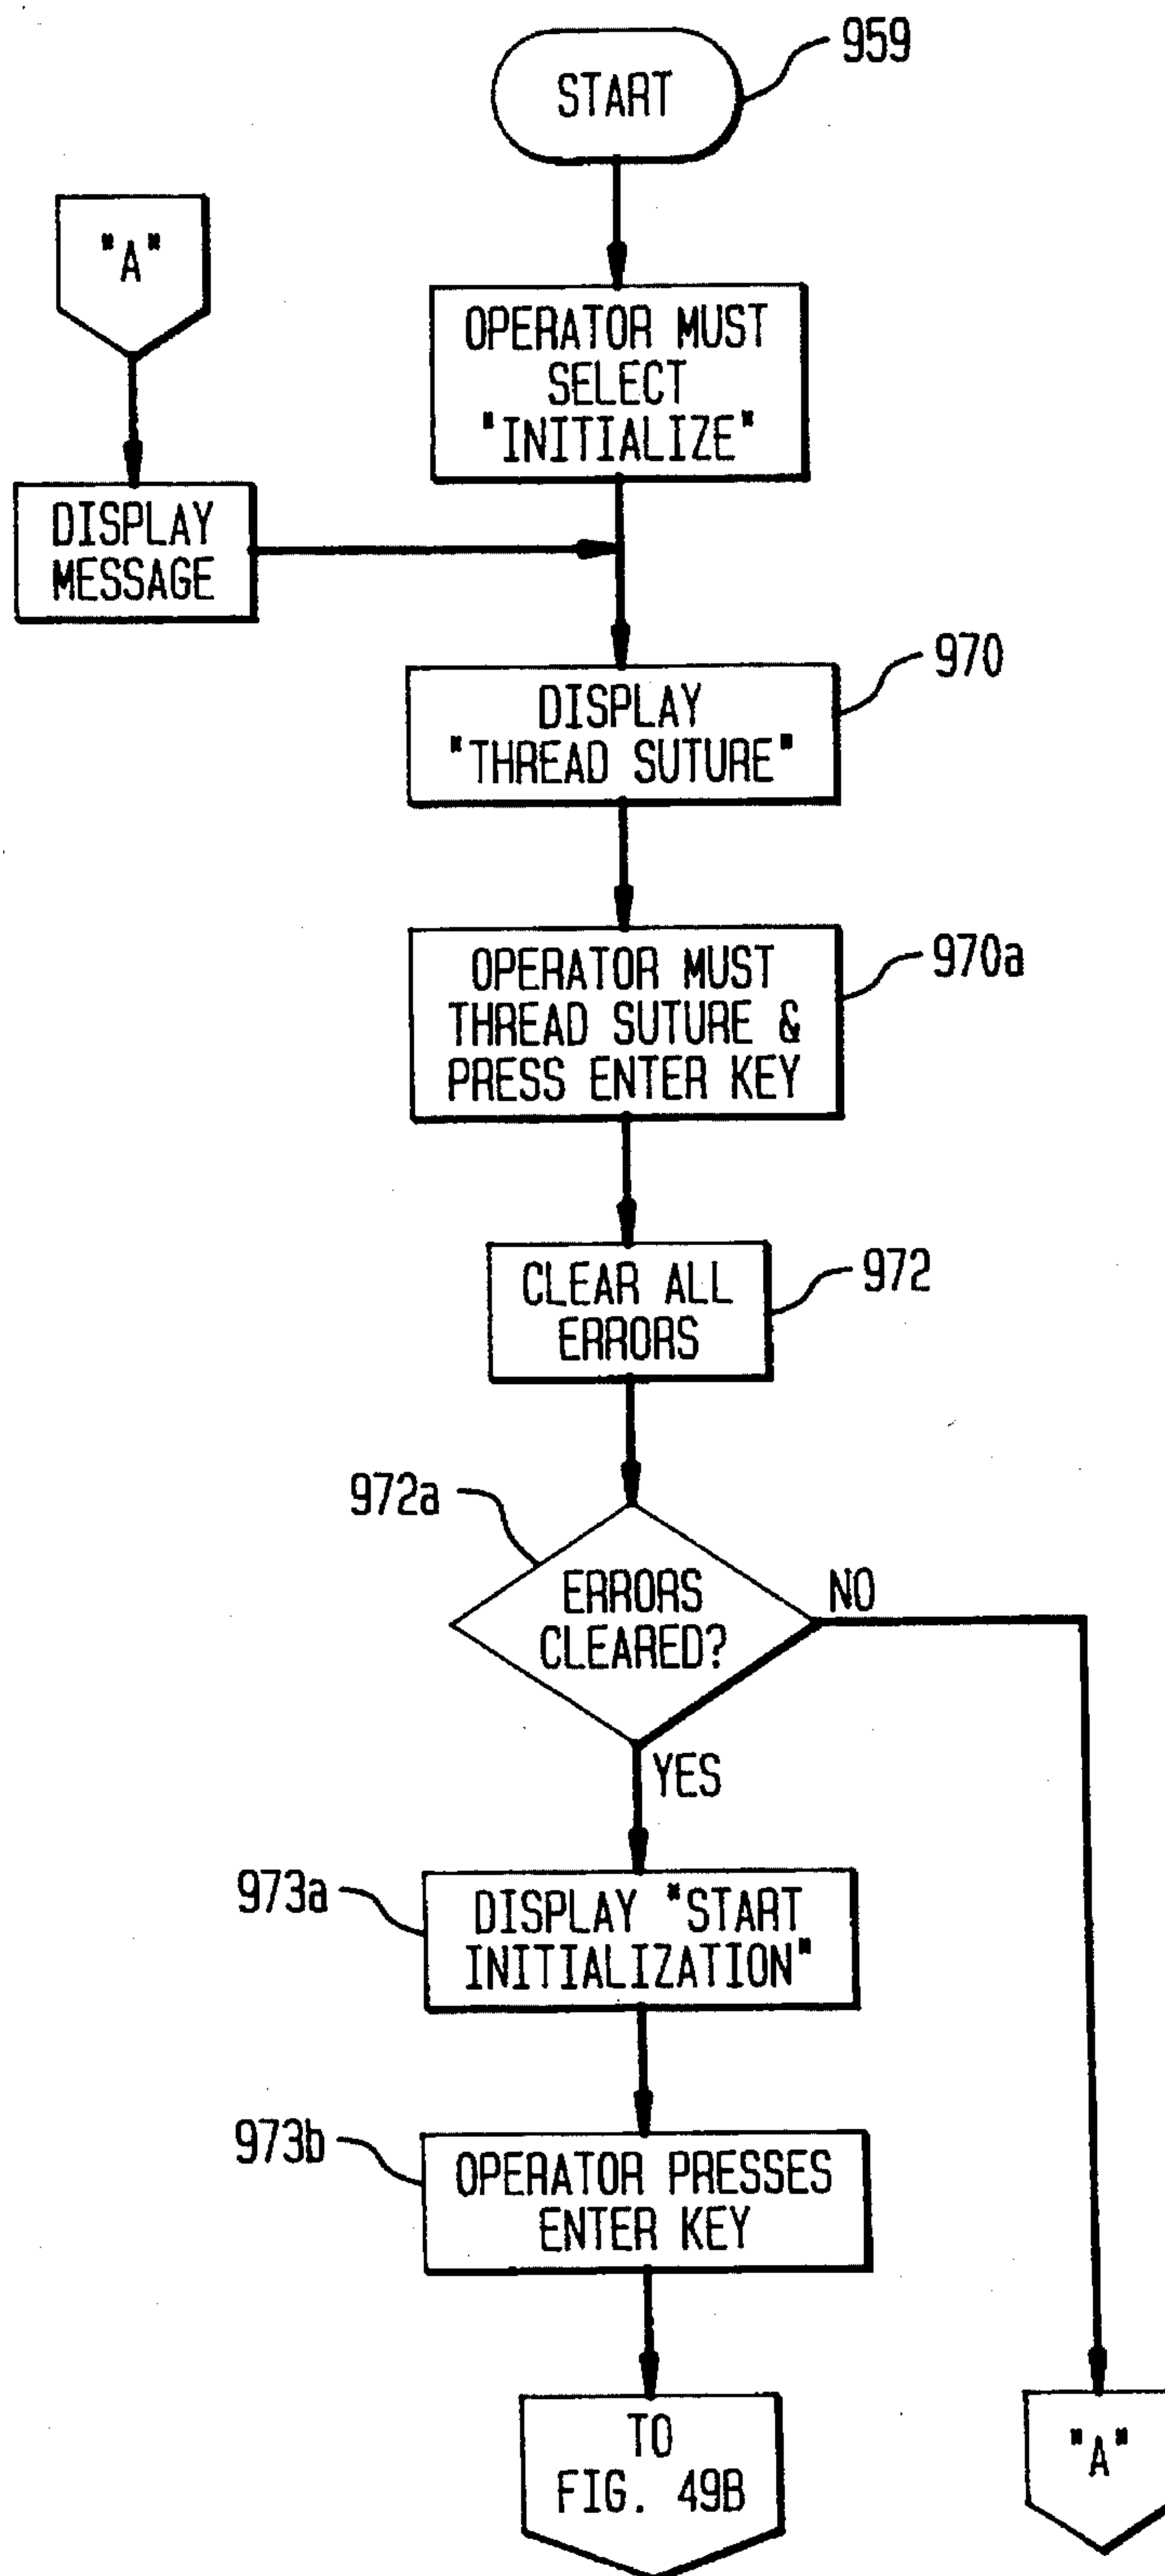 START
959
"A"
OPERATOR MUST
SELECT
"INITIALIZE"
DISPLAY
MESSAGE
970
DISPLAY
"THREAD SUTURE"
970a
OPERATOR MUST
THREAD SUTURE &
PRESS ENTER KEY
972
CLEAR ALL
ERRORS
972a
ERRORS
CLEARED?
NO
YES
973a
DISPLAY "START
INITIALIZATION"
973b
OPERATOR PRESSES
ENTER KEY
TO
FIG. 49B
"A"